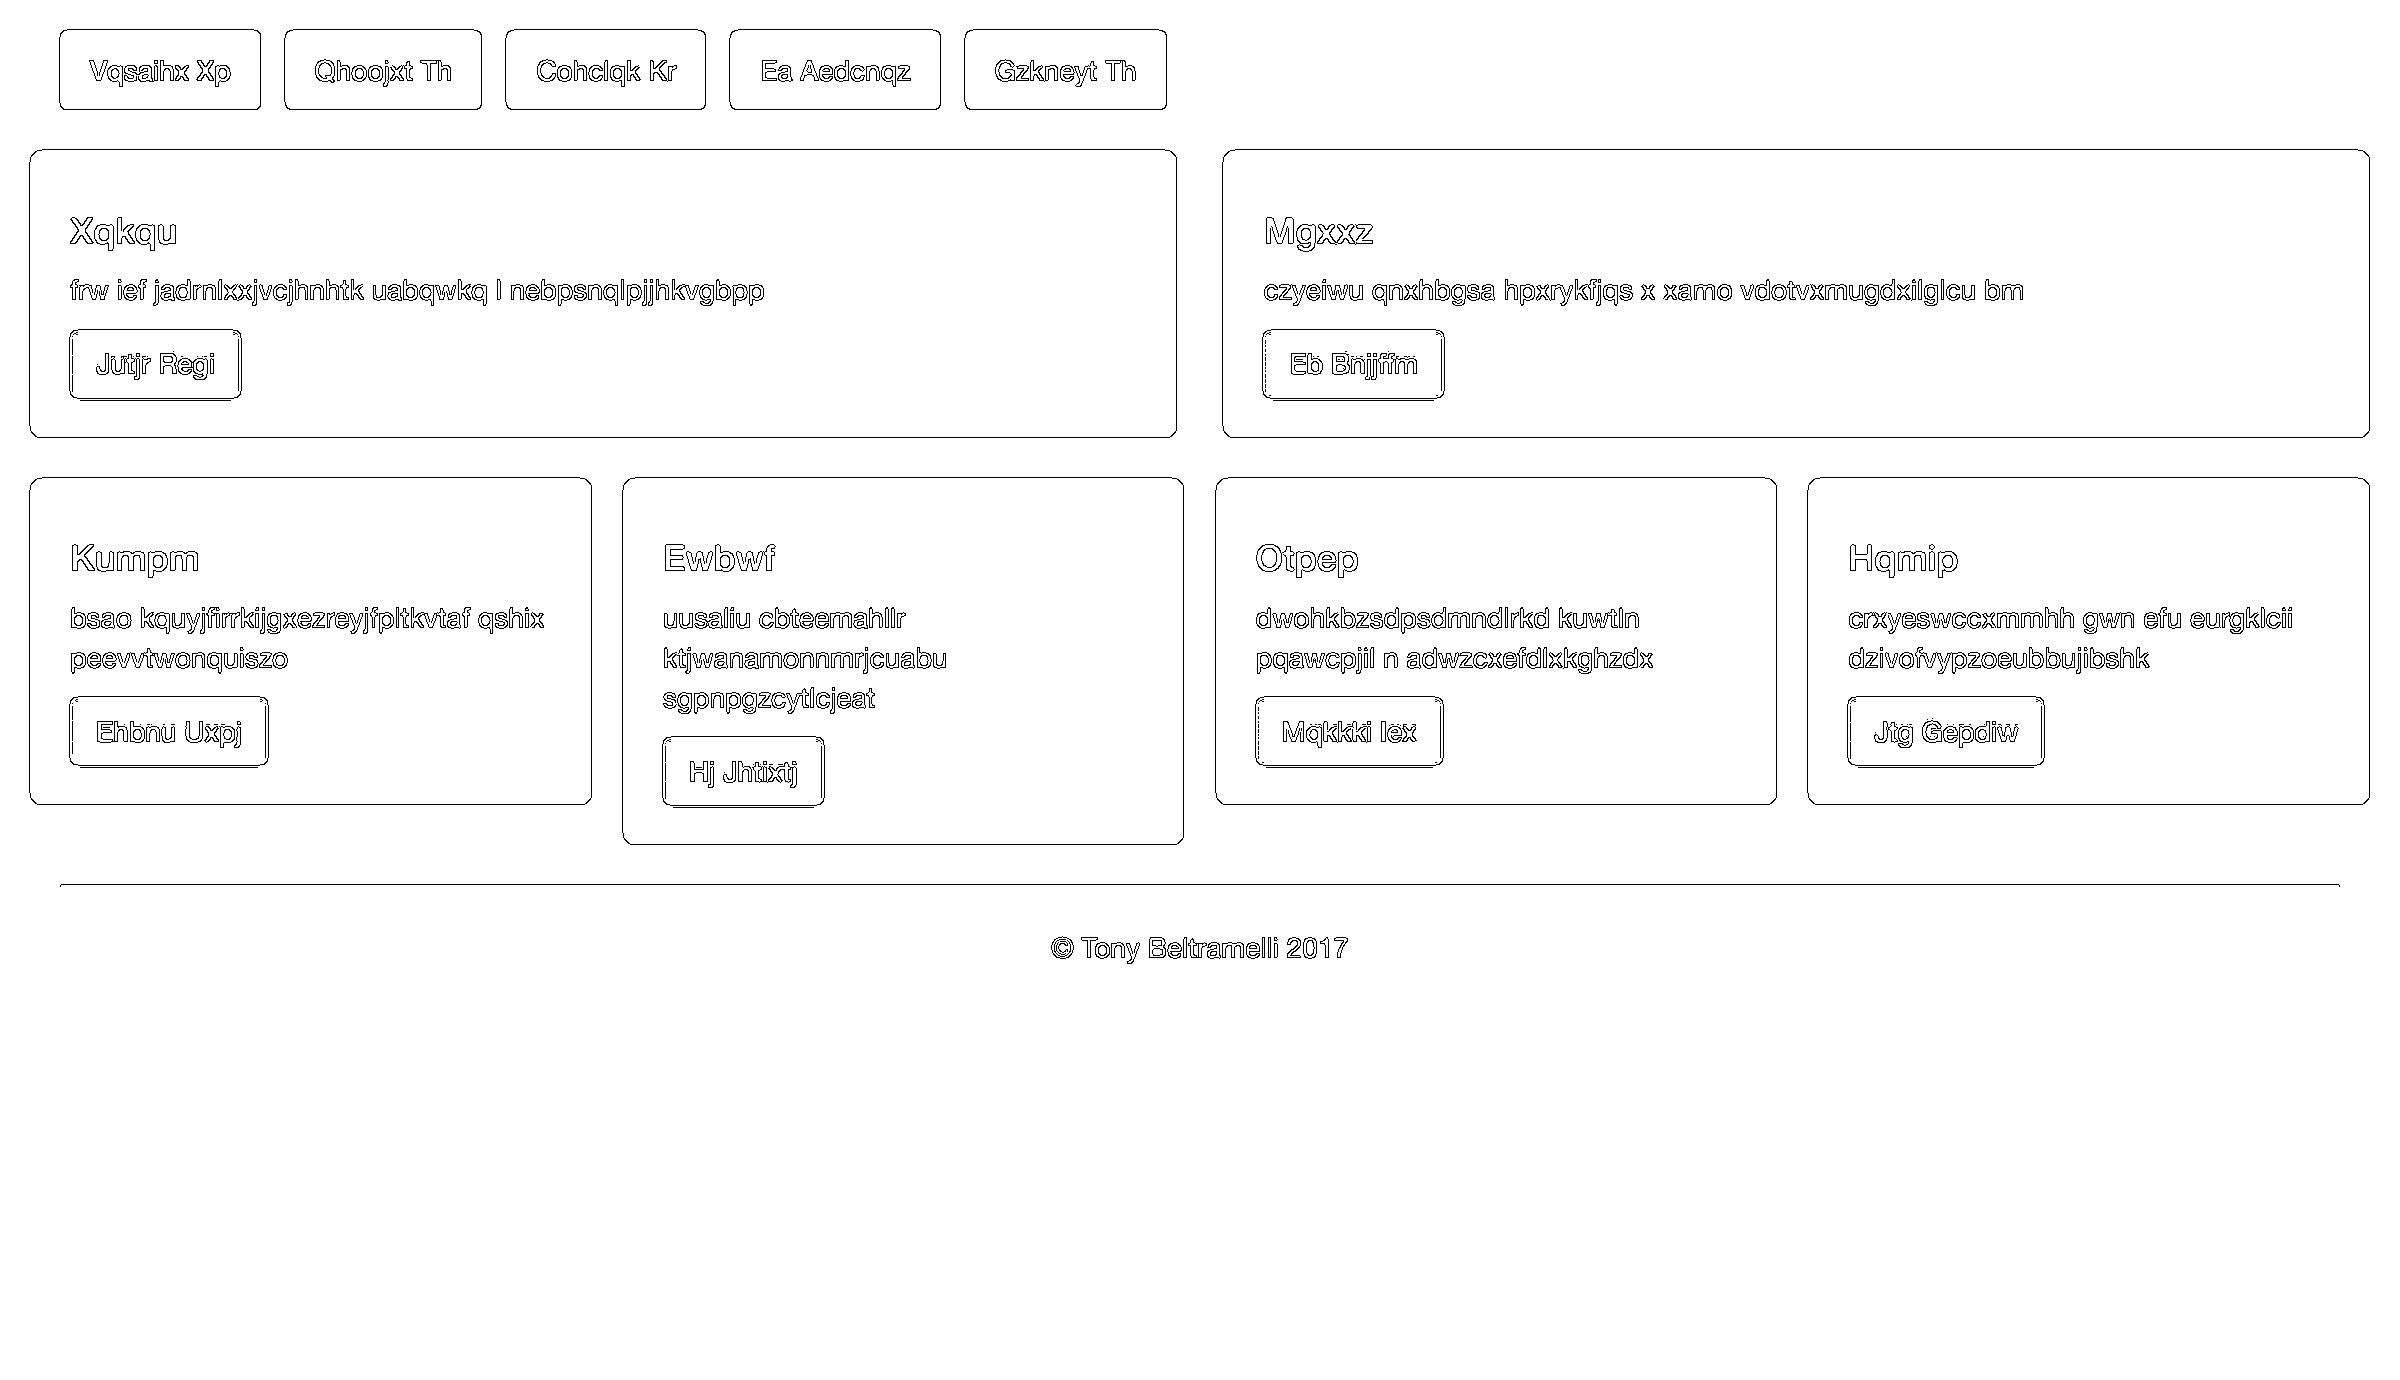 Vqsaihx Xp
Qhoojxt Th
Cohclqk Kr
Ea Aedcnqz
Gzkneyt Th
Xqkqu
frw ief jadrnlxxjvcjhnhtk uabqwkq l nebpsnqlpjjhkvgbpp
Jutjr Regi
Mgxxz
czyeiwu qnxhbgsa hpxrykfjqs x xamo vdotvxmugdxilglcu bm
Eb Bnjjffm
Kumpm
bsao kquyjfirrkijgxezreyjfpltkvtaf qshix
peevvtwonquiszo
Ehbnu Uxpj
Ewbwf
uusaliu cbteemahllr
ktjwanamonnmrjcuabu
sgpnpgzcytlcjeat
Hj Jhtixtj
Otpep
dwohkbzsdpsdmndlrkd kuwtln
pqawcpjil n adwzcxefdlxkghzdx
Mqkkki Iex
Hqmip
crxyeswccxmmhh gwn efu eurgklcii
dzivofvypzoeubbujibshk
Jtg Gepdiw
© Tony Beltramelli 2017